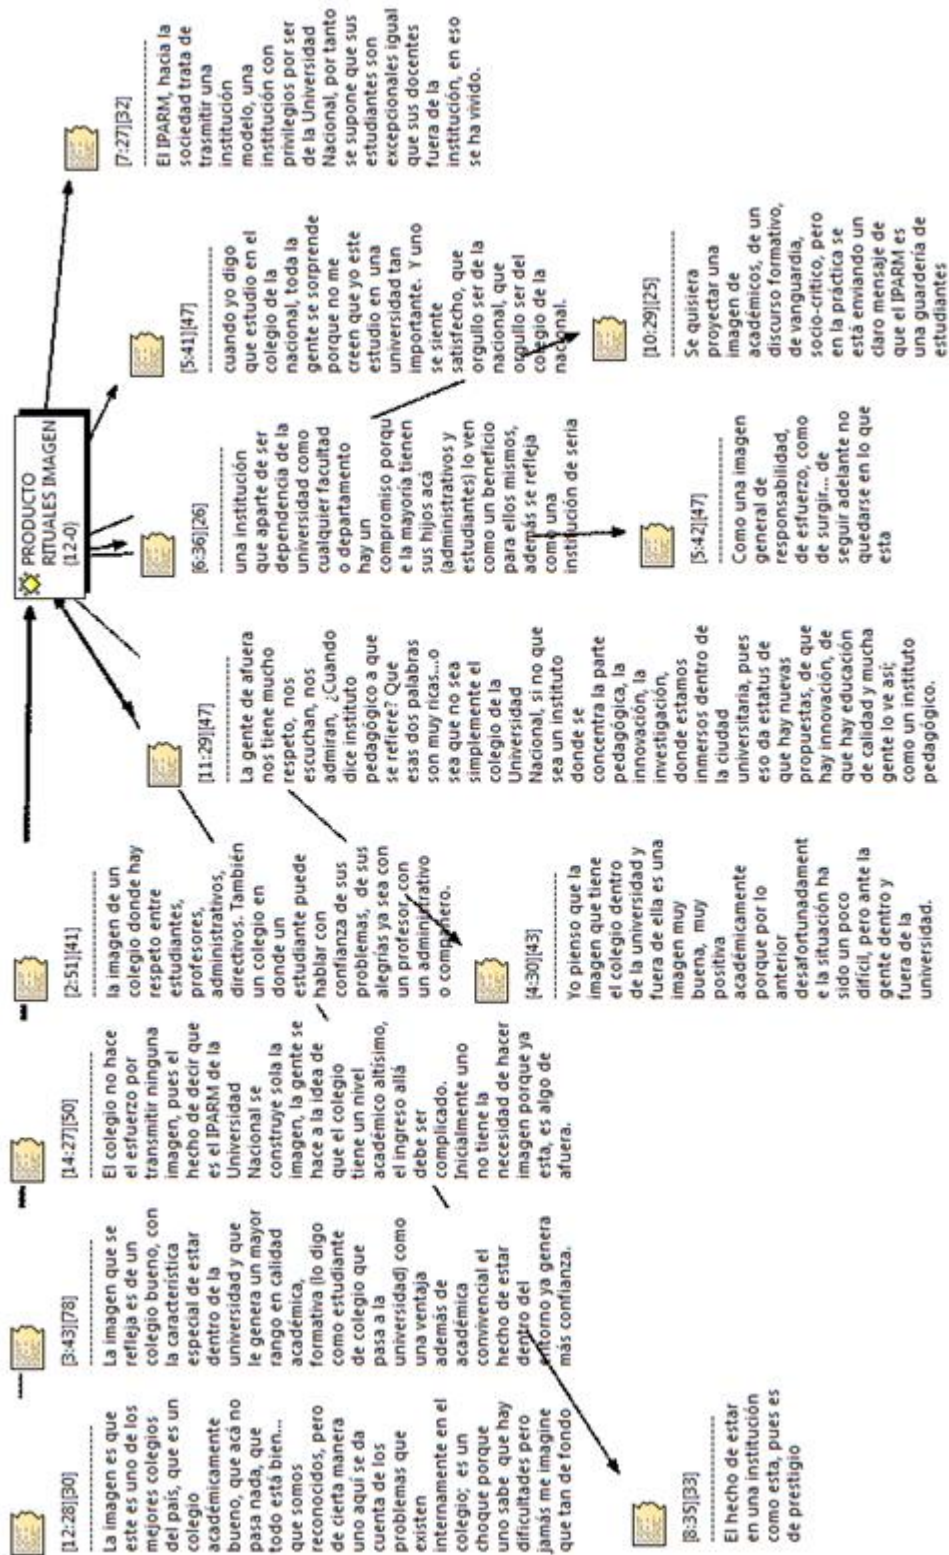 PRODUCTO
RITUALES IMAGEN
{12-0}
[12:28][30]
La imagen es que
este es uno de los
mejores colegios
del país, que es un
colegio
académicamente
bueno, que acá no
pasa nada, que
todo está bien...
que somos
reconocidos, pero
de cierta manera
uno aquí se da
cuenta de los
problemas que
existen
internamente en el
colegio; es un
choque porque
uno sabe que hay
dificultades pero
jamás me imagine
que tan de fondo
[3:43][78]
La imagen que se
refleja es de un
colegio bueno, con
la característica
especial de estar
dentro de la
universidad y que
le genera un mayor
rango en calidad
académica,
formativa (lo digo
como estudiante
de colegio que
pasa a la
universidad) como
una ventaja
además de
académica
convivencial el
hecho de estar
dentro del
entorno ya genera
más confianza.
[14:27][50]
El colegio no hace
el esfuerzo por
transmitir ninguna
imagen, pues el
hecho de decir que
es el IPARM de la
Universidad
Nacional se
construye sola la
imagen, la gente se
hace a la idea de
que el colegio
tiene un nivel
académico altísimo,
el ingreso allá
debe ser
complicado.
Inicialmente uno
no tiene la
necesidad de hacer
imagen porque ya
esta, es algo de
afuera.
[2:51][41]
la imagen de un
colegio donde hay
respeto entre
estudiantes,
profesores,
administrativos,
directivos. También
un colegio en
donde un
estudiante puede
hablar con
confianza de sus
problemas, de sus
alegrías ya sea con
un profesor, con
un administrativo
o compañero.
[11:29][47]
La gente de afuera
nos tiene mucho
respeto, nos
escuchan, nos
admiran, ¿Cuando
dice instituto
pedagógico a que
se refiere? Que
esas dos palabras
son muy ricas...o
sea que no sea
simplemente el
colegio de la
Universidad
Nacional, si no que
sea un instituto
donde se
concentra la parte
pedagógica, la
innovación, la
investigación,
donde estamos
inmersos dentro de
la ciudad
universitaria, pues
eso da estatus de
que hay nuevas
propuestas, de que
hay innovación, de
que hay educación
de calidad y mucha
gente lo ve así;
como un instituto
pedagógico.
[6:36][26]
una institución
que aparte de ser
dependencia de la
universidad como
cualquier facultad
o departamento
hay un
compromiso porqu
e la mayoría tienen
sus hijos acá
(administrativos y
estudiantes) lo ven
como un beneficio
para ellos mismos,
además se refleja
como una
institución de seria
[5:41][47]
cuando yo digo
que estudio en el
colegio de la
nacional, toda la
gente se sorprende
porque no me
creen que yo este
estudio en una
universidad tan
importante. Y uno
se siente
satisfecho, que
orgullo ser de la
nacional, que
orgullo ser del
colegio de la
nacional.
[7:27][32]
El IPARM, hacia la
sociedad trata de
trasmitir una
institución
modelo, una
institución con
privilegios por ser
de la Universidad
Nacional, por tanto
se supone que sus
estudiantes son
excepcionales igual
que sus docentes
fuera de la
institución, en eso
se ha vivido.
[8:35][33]
El hecho de estar
en una institución
como esta, pues es
de prestigio
[4:30][43]
Yo pienso que la
imagen que tiene
el colegio dentro
de la universidad y
fuera de ella es una
imagen muy
buena, muy
positiva
académicamente
porque por lo
anterior
desafortunadament
e la situación ha
sido un poco
difícil, pero ante la
gente dentro y
fuera de la
universidad.
[5:42][47]
Como una imagen
general de
responsabilidad,
de esfuerzo, como
de surgir... de
seguir adelante no
quedarse en lo que
esta
[10:29][25]
Se quisiera
proyectar una
imagen de
académicos, de un
discurso formativo,
de vanguardia,
socio-critico, pero
en la práctica se
está enviando un
claro mensaje de
que el IPARM es
una guardería de
estudiantes